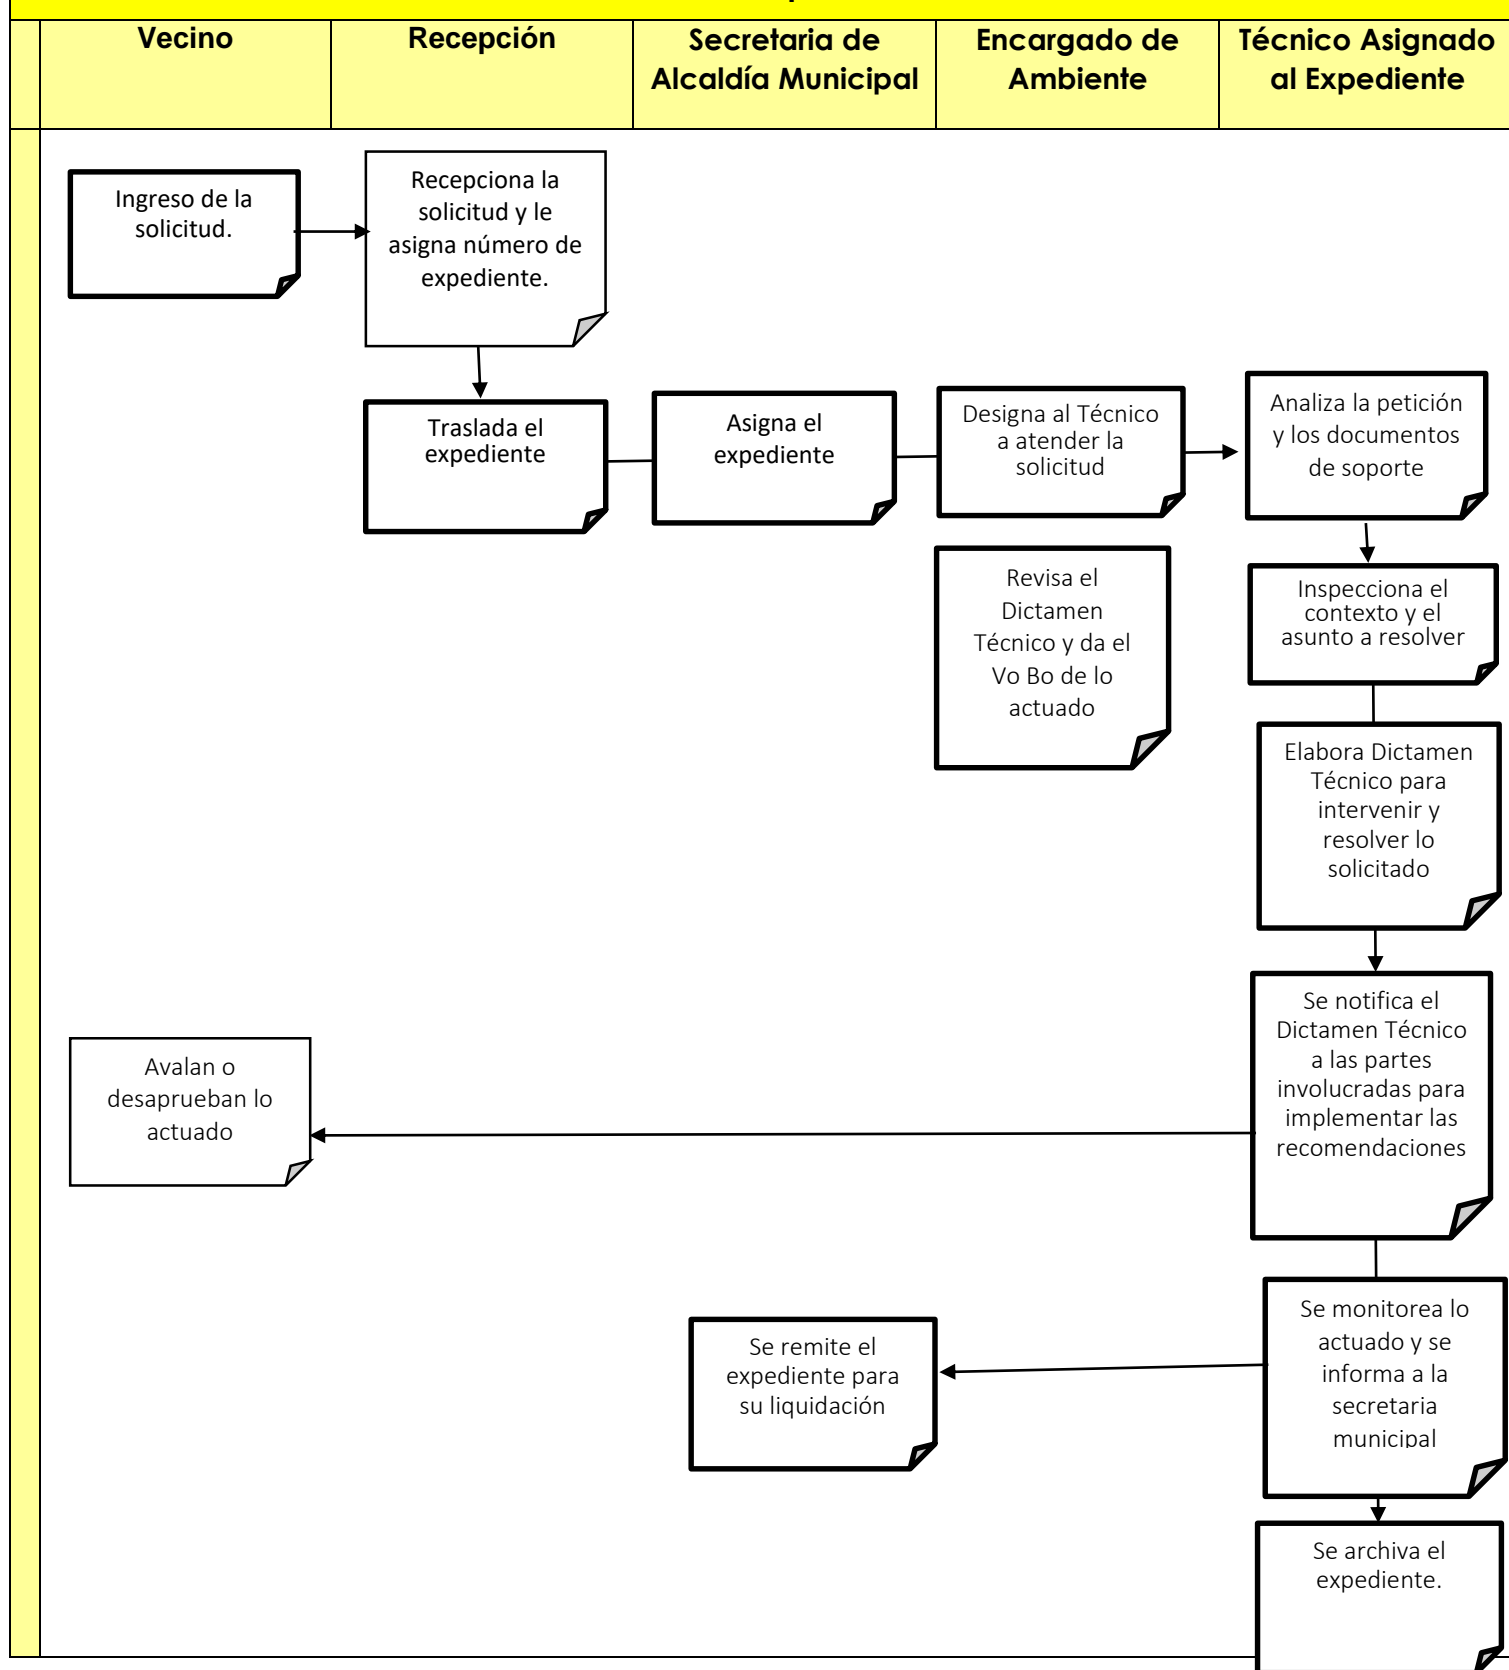 Vecino
Recepción
Secretaria de
Alcaldía Municipal
Encargado de
Ambiente
Técnico Asignado
al Expediente
Ingreso de la
solicitud.
Recepciona la
solicitud y le
asigna número de
expediente.
Traslada el
expediente
Asigna el
expediente
Designa al Técnico
a atender la
solicitud
Analiza la petición
y los documentos
de soporte
Revisa el
Dictamen
Técnico y da el
Vo Bo de lo
actuado
Inspecciona el
contexto y el
asunto a resolver
Elabora Dictamen
Técnico para
intervenir y
resolver lo
solicitado
Se notifica el
Dictamen Técnico
a las partes
involucradas para
implementar las
recomendaciones
Avalan o
desaprueban lo
actuado
Se monitorea lo
actuado y se
informa a la
secretaria
municipal
Se remite el
expediente para
su liquidación
Se archiva el
expediente.